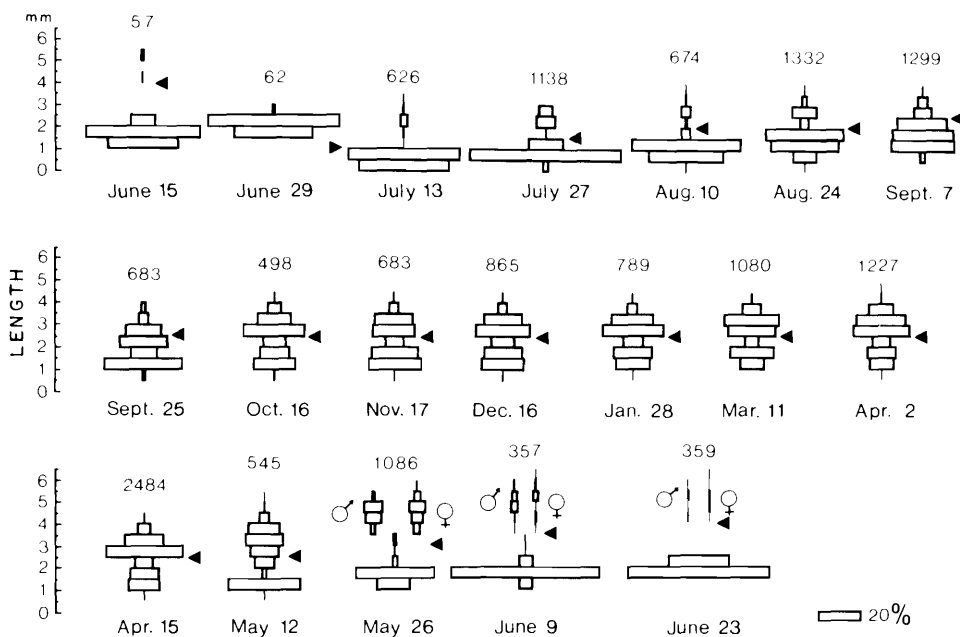 mm
57 62 626 1138 674 1332 1299
6
5
4
3
2
1
0
June 15 June 29 July 13 July 27 Aug. 10 Aug. 24 Sept. 7
LENGTH
683 498 683 865 789 1080 1227
6
5
4
3
2
1
0
Sept. 25 Oct. 16 Nov. 17 Dec. 16 Jan. 28 Mar. 11 Apr. 2
2484 545 1086 357 359
6
5
4
3
2
1
0
♂ ♀ ♂ ♀ ♂ ♀
Apr. 15 May 12 May 26 June 9 June 23
20%